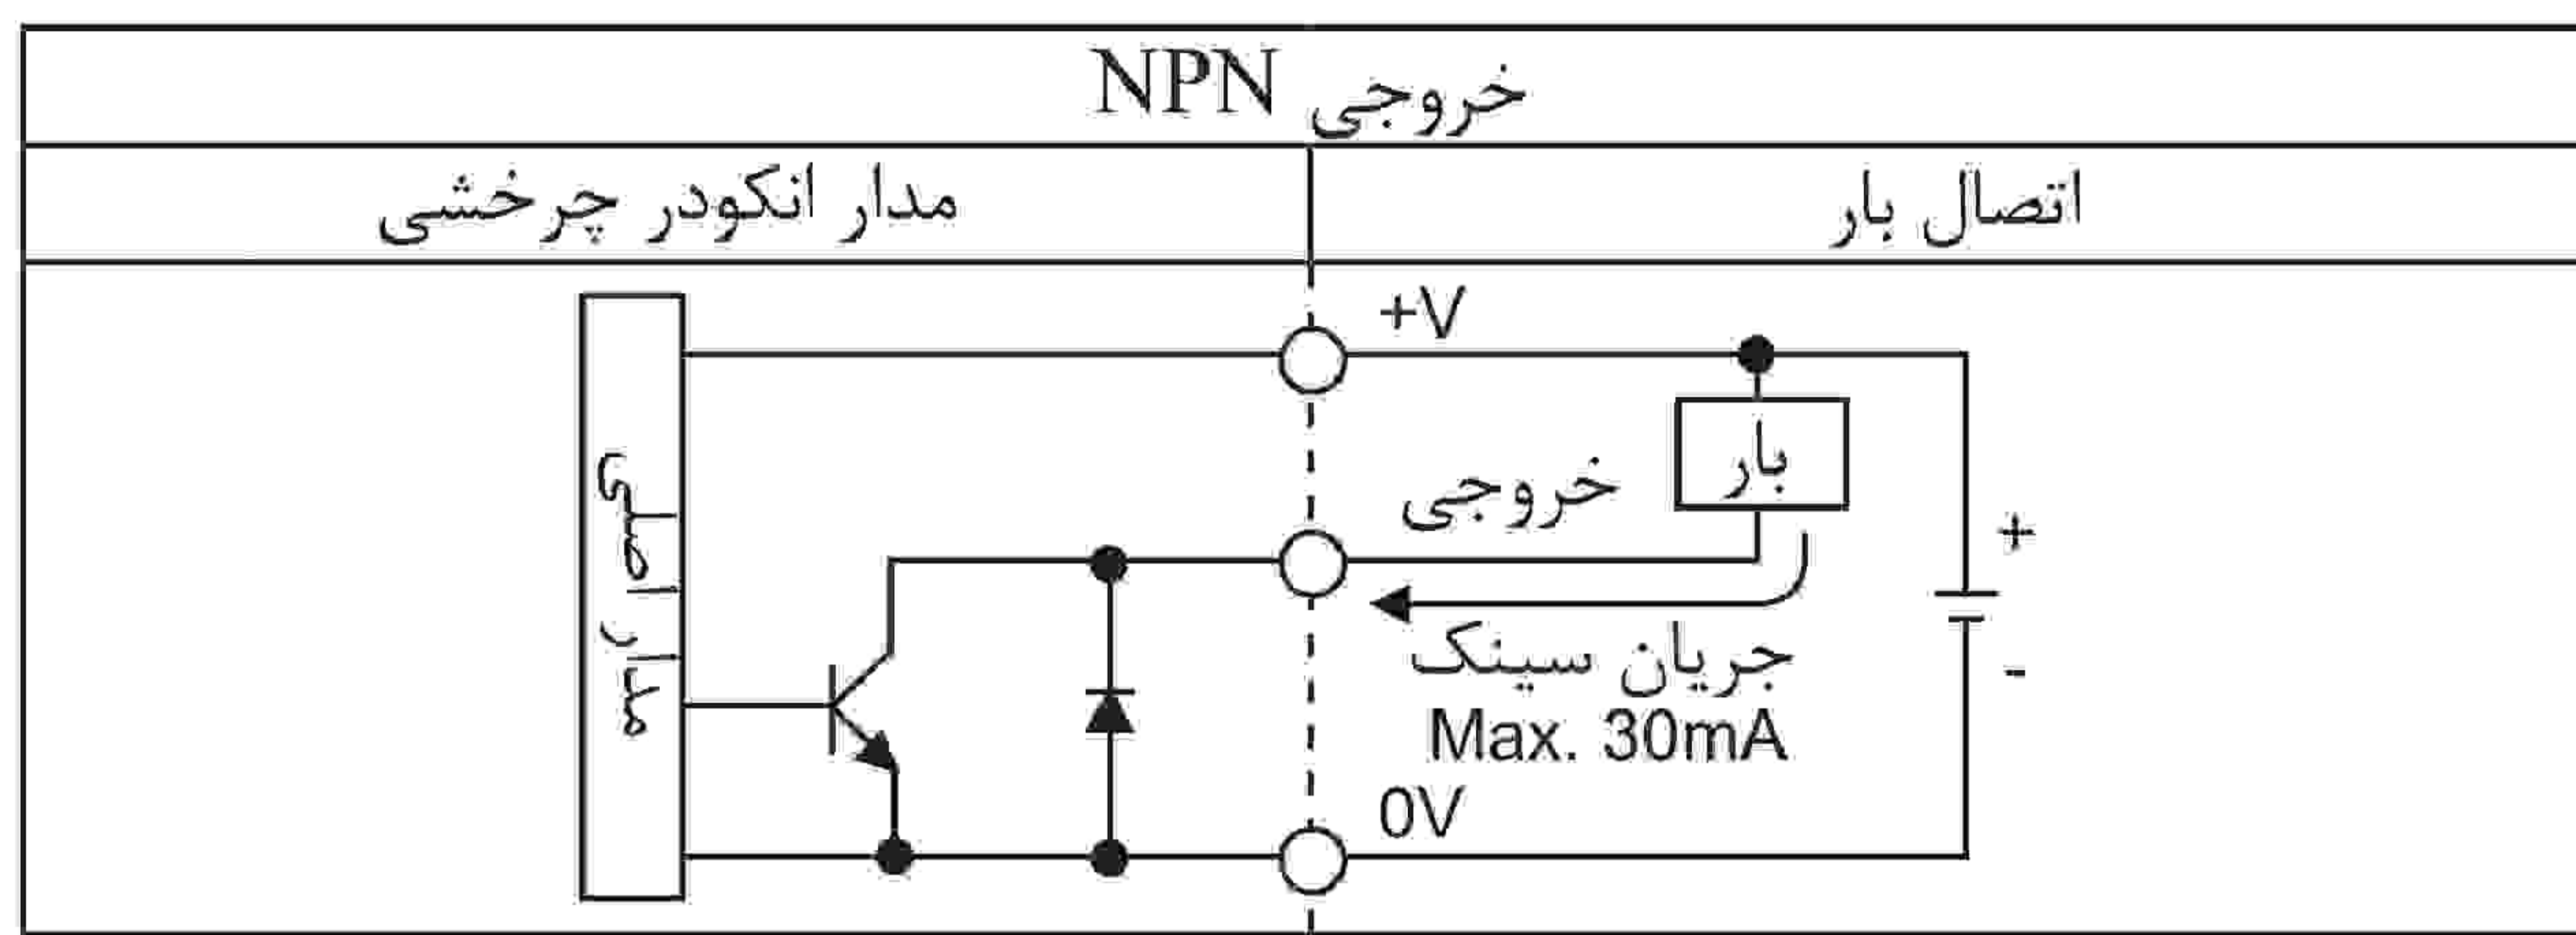 خروجی NPN
اتصال بار
مدار انکودر چرخشی
+V
بار
خروجی
مدار اصلی
+
جریان سینک
-
Max. 30mA
0V